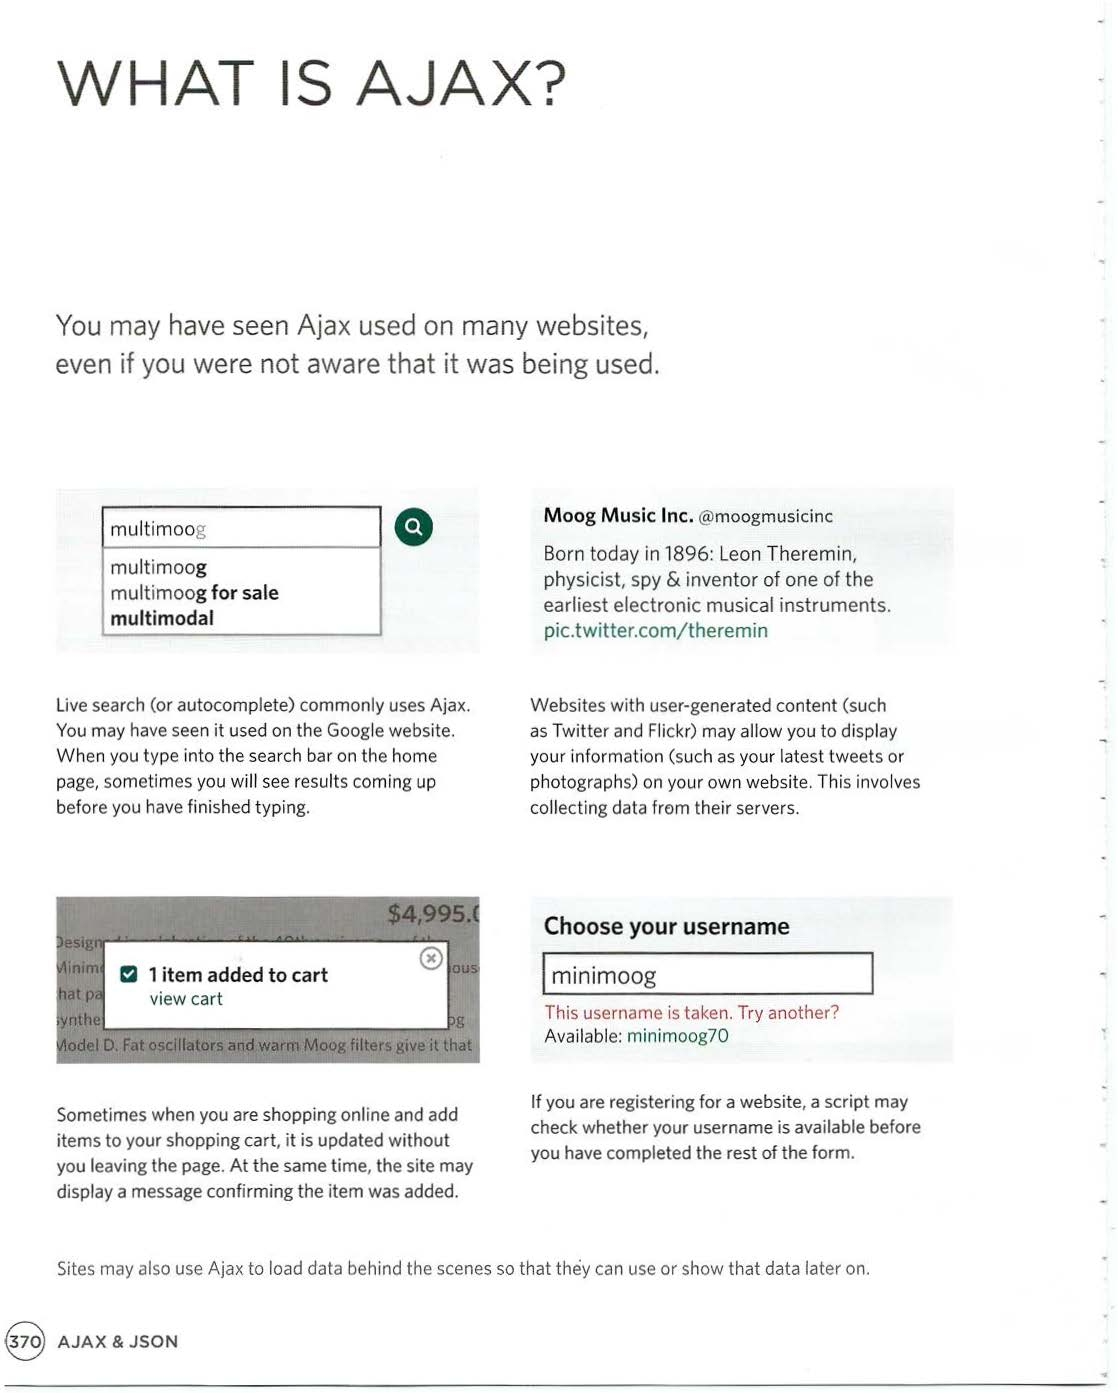 WHAT IS AJAX?
You may have seen Ajax used on many websites,
even if you were not aware that it was being used.
multimoog
multimoog
multimoog for sale
multimodal
Live search (or autocomplete) commonly uses Ajax.
You may have seen it used on the Google website.
When you type into the search bar on the home
page, sometimes you will see results coming up
before you have finished typing.
Moog Music Inc. @moogmusicinc
Born today in 1896: Leon Theremin,
physicist, spy & inventor of one of the
earliest electronic musical instruments.
pic.twitter.com/theremin
Websites with user-generated content (such
as Twitter and Flickr) may allow you to display
your information (such as your latest tweets or
photographs) on your own website. This involves
collecting data from their servers.
$4,995.
1 item added to cart
view cart
Model D. Fat oscillators and warm Moog filters give it that
Sometimes when you are shopping online and add
items to your shopping cart, it is updated without
you leaving the page. At the same time, the site may
display a message confirming the item was added.
Choose your username
minimoog
This username is taken. Try another?
Available: minimoog70
If you are registering for a website, a script may
check whether your username is available before
you have completed the rest of the form.
Sites may also use Ajax to load data behind the scenes so that they can use or show that data later on.
370 AJAX & JSON